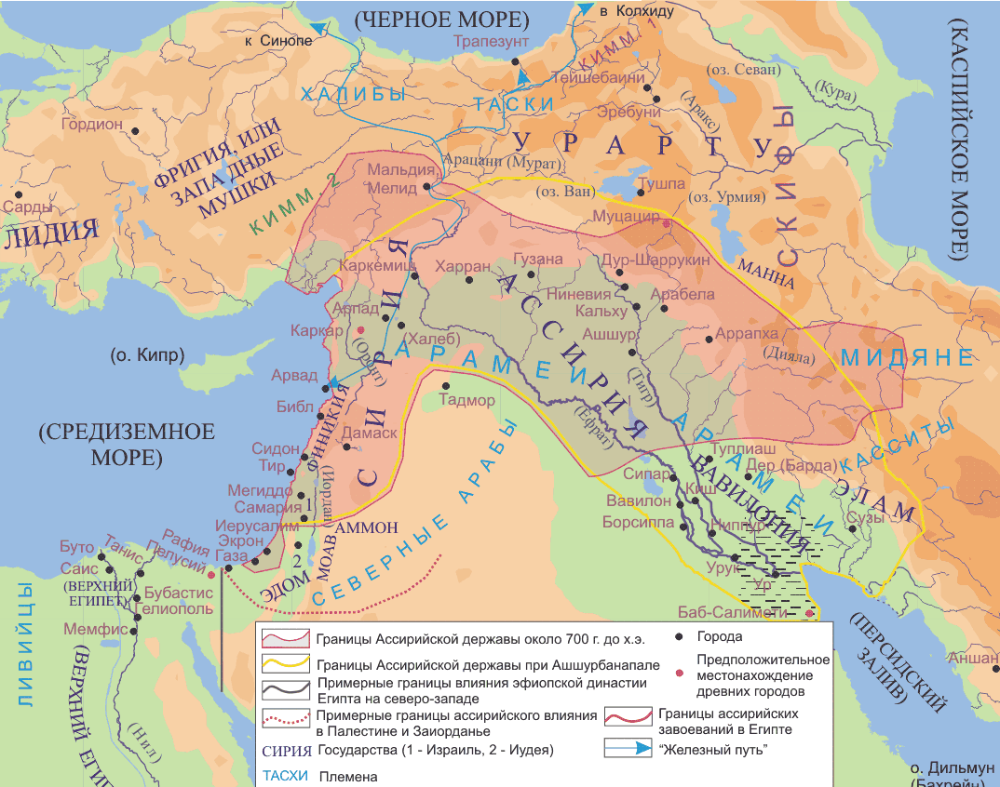 (ЧЕРНОЕ МОРЕ)
в Колхиду
к Синопе
Трапезунт
КИММ 1
(оз. Севан)
(Кура)
(КАСПИЙСКОЕ МОРЕ)
ХАЛИБЫ
ТАСКИ
Тейшебаини
Эребуни
(Аракс)
Гордион
ФРИГИЯ, ИЛИ
ЗАПАДНЫЕ
МУШКИ
УРАРТУ
СКИФЫ
Арацани (Мурат)
Мальдия,
Мелид
КИММ 2
(оз. Ван)
Тушпа
(оз. Урмия)
Муцацир
Сарды
ЛИДИЯ
МАННА
Каркемиш
Харран
Гузана
Дур-Шаррукин
Ниневия
Кальху
Арабела
Арпад
Каркар
(Халеб)
(Оронт)
Ашшур
Аррапха
(Дияла)
МИДЯНЕ
АССИРИЯ
АРАМЕИ
СИРИЯ
(о. Кипр)
Арвад
Библ
Тадмор
(Тигр)
(Ефрат)
ФИНИКИЯ
(СРЕДИЗЕМНОЕ
МОРЕ)
Дамаск
Сидон
Тир
(Иордан)
Мегиддо
Самария
1
Иерусалим
Экрон
Газа
2
АММОН
МОАВ
ЭДОМ
СЕВЕРНЫЕ АРАБЫ
АРАМЕИ
КАССИТЫ
Туплиаш
Дер (Барда)
ВАВИЛОНИЯ
ЭЛАМ
Сипар
Киш
Вавилон
Борсиппа
Ниппур
Сузы
Урук
Ур
Баб-Салимети
(ПЕРСИДСКИЙ
ЗАЛИВ)
Аншан
о. Дильмун
(Бахрейн)
Рафия
Пелусий
Танис
Буто
Саис
(ВЕРХНИЙ
ЕГИПЕТ)
Бубастис
Гелиополь
Мемфис
ЛИВИЙЦЫ
(ВЕРХНИЙ ЕГИП
(Нил)
Границы Ассирийской державы около 700 г. до х.э.
Границы Ассирийской державы при Ашшурбанапале
Примерные границы влияния эфиопской династии
Египта на северо-западе
Примерные границы ассирийского влияния
в Палестине и Заиорданье
СИРИЯ Государства (1 - Израиль, 2 - Иудея)
ТАСХИ Племена
Города
Предположительное
местонахождение
древних городов
Границы ассирийских
завоеваний в Египте
“Железный путь”